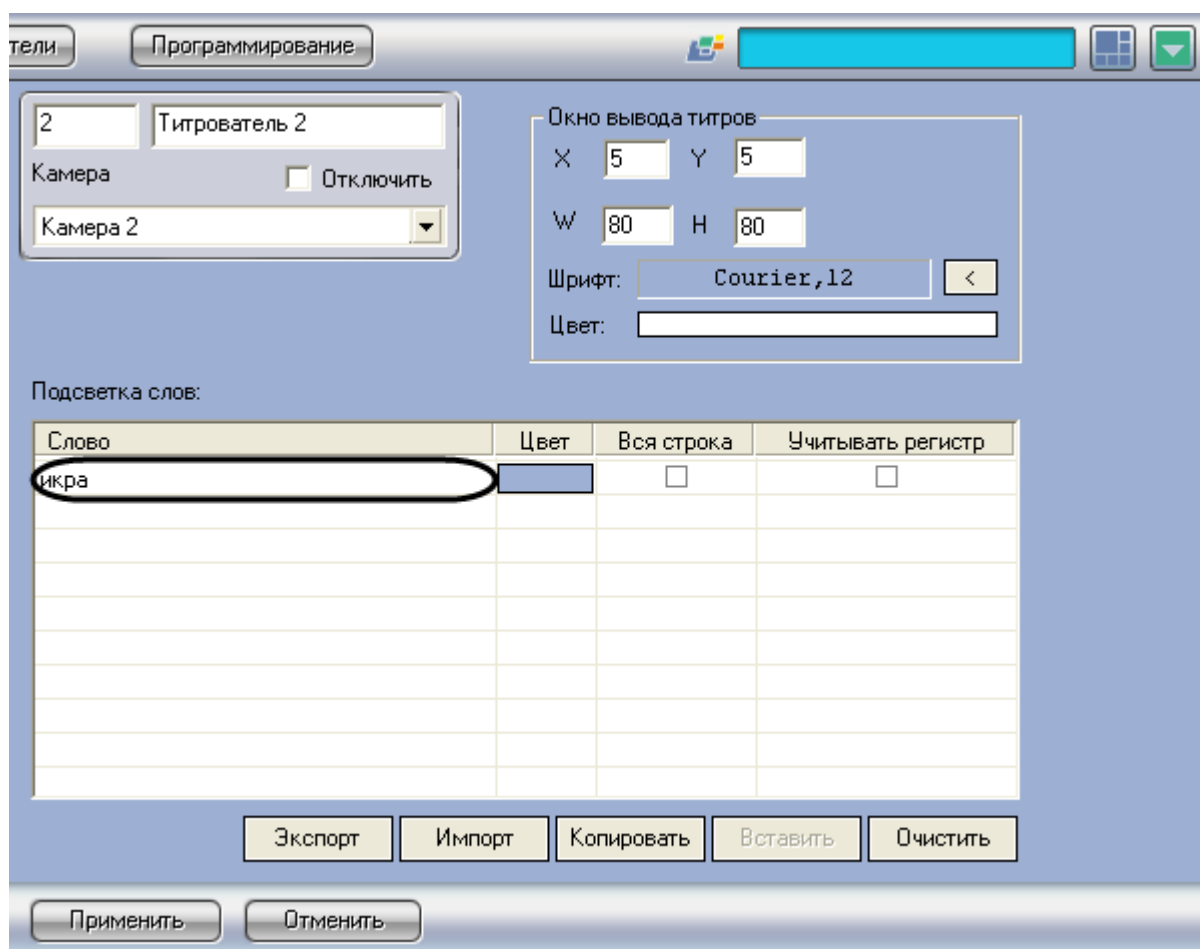 тели Программирование
2 Титрователь 2
Камера Отключить
Камера 2
Окно вывода титров
X 5 Y 5
W 80 H 80
Шрифт: Courier,12 <
Цвет:
Подсветка слов:
Слово Цвет Вся строка Учитывать регистр
икра
Экспорт Импорт Копировать Вставить Очистить
Применить Отменить